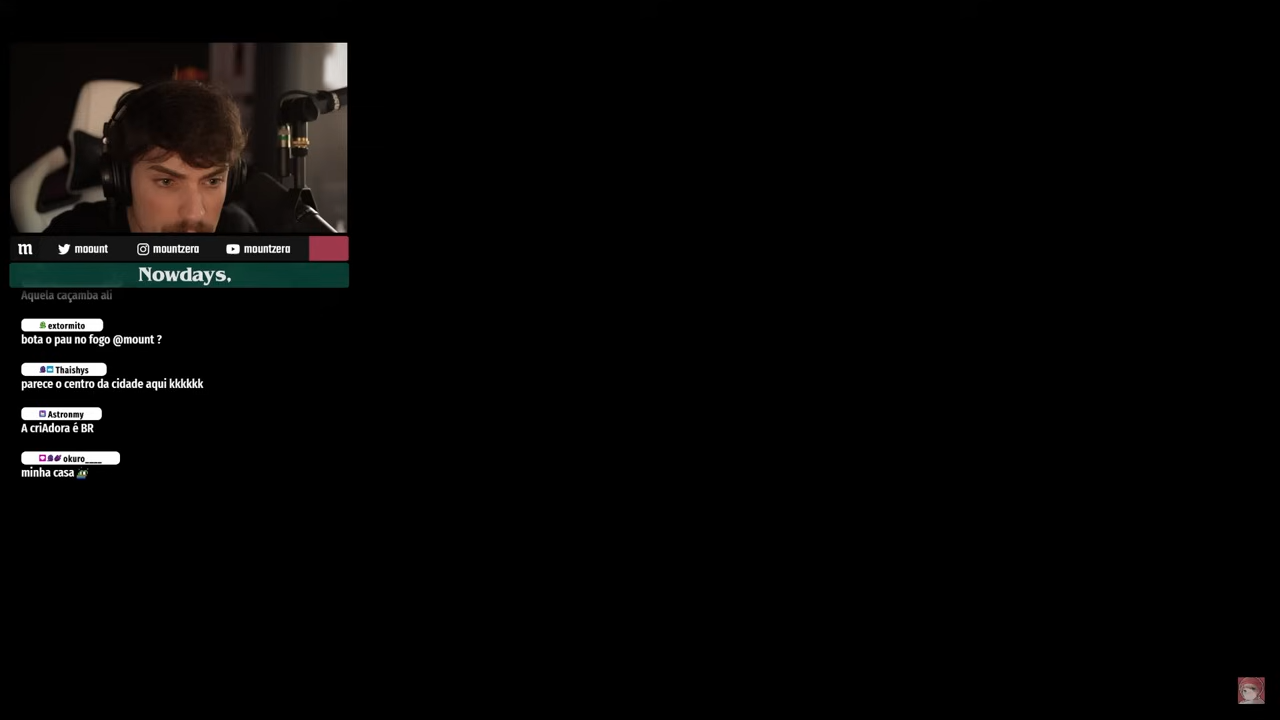 m moount mountzera mountzera
Nowdays,
Aquela caçamba ali
extormito
bota o pau no fogo @mount ?
Thaishys
parece o centro da cidade aqui kkkkkk
Astronmy
A criAdora é BR
okuro____
minha casa